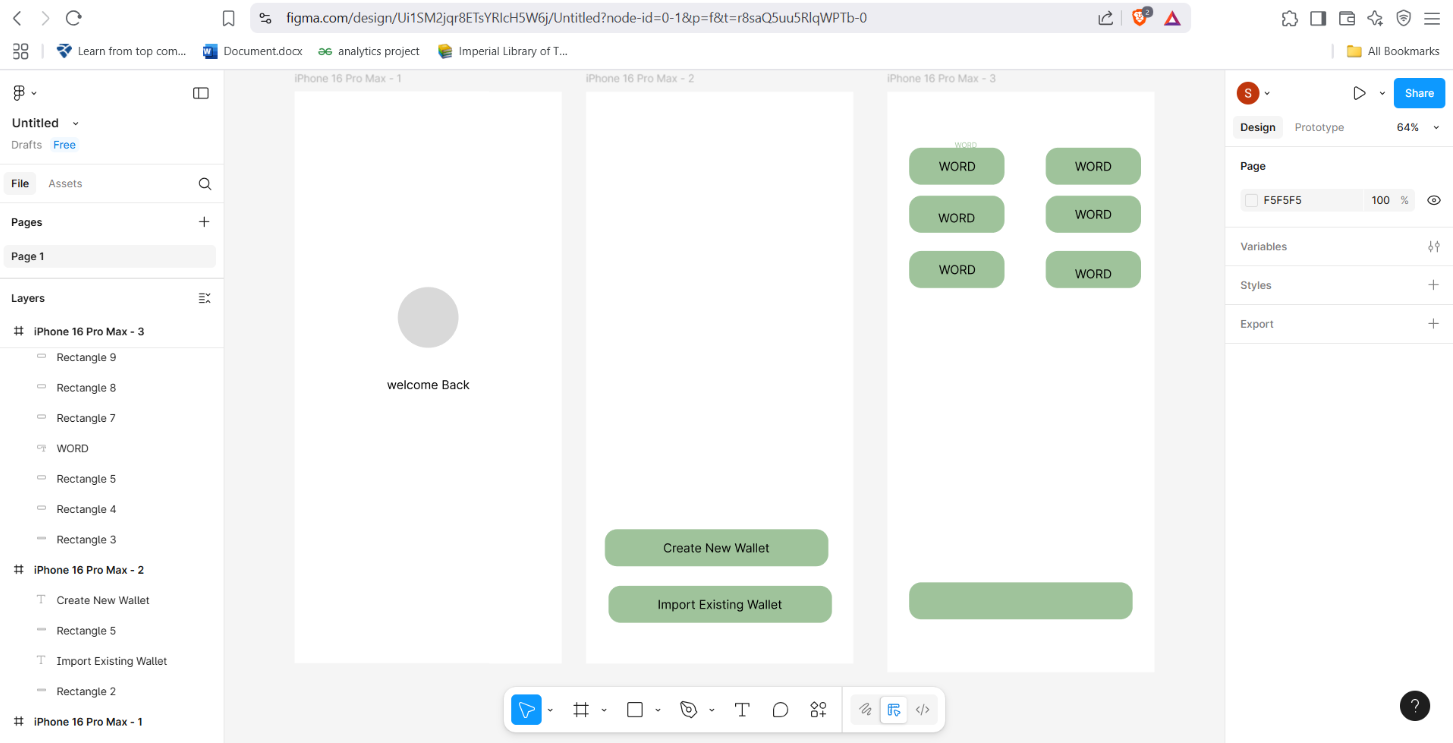 figma.com/design/Ui1SM2jqr8ETsYRIcH5W6j/Untitled?node-id=0-1&p=f&t=r8saQ5uu5RlqWPTb-0
2
Learn from top com...
Document.docx
analytics project
Imperial Library of T...
All Bookmarks
Untitled
Drafts
Free
File
Assets
Pages
Page 1
Layers
iPhone 16 Pro Max - 3
Rectangle 9
Rectangle 8
Rectangle 7
WORD
Rectangle 5
Rectangle 4
Rectangle 3
iPhone 16 Pro Max - 2
Create New Wallet
Rectangle 5
Import Existing Wallet
Rectangle 2
iPhone 16 Pro Max - 1
iPhone 16 Pro Max - 1
welcome Back
iPhone 16 Pro Max - 2
Create New Wallet
Import Existing Wallet
iPhone 16 Pro Max - 3
WORD
WORD
WORD
WORD
WORD
WORD
WORD
S
Share
Design
Prototype
64%
Page
F5F5F5
100
%
Variables
Styles
Export
?